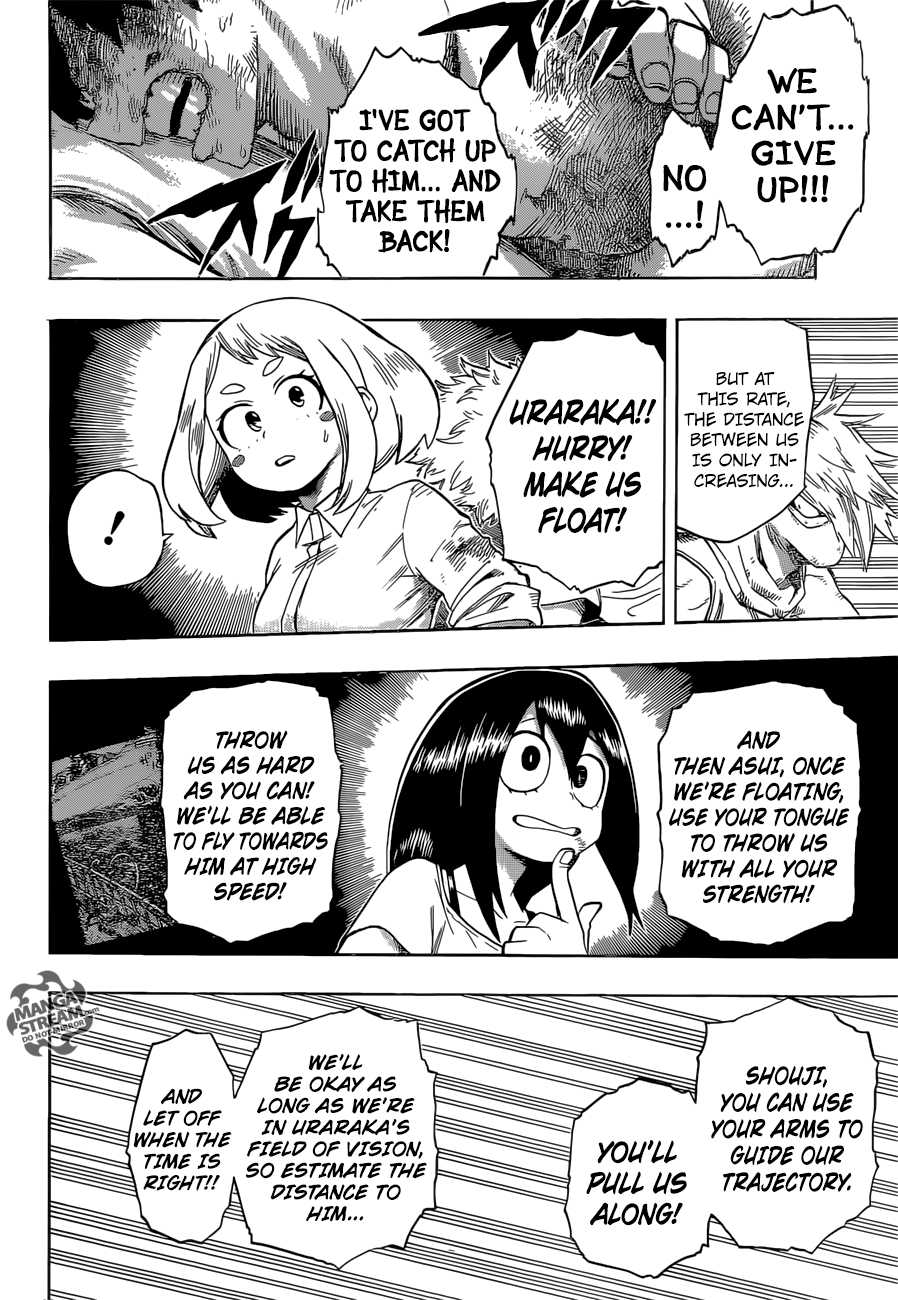 WE
CAN'T...
GIVE
UP!!!
NO
...!
I'VE GOT
TO CATCH UP
TO HIM... AND
TAKE THEM
BACK!
BUT AT
THIS RATE,
THE DISTANCE
BETWEEN US
IS ONLY IN-
CREASING...
URARAKA!!
HURRY!
MAKE US
FLOAT!
!
AND
THEN ASUI, ONCE
WE'RE FLOATING,
USE YOUR TONGUE
TO THROW US
WITH ALL YOUR
STRENGTH!
THROW
US AS HARD
AS YOU CAN!
WE'LL BE ABLE
TO FLY TOWARDS
HIM AT HIGH
SPEED!
SHOUJI,
YOU CAN USE
YOUR ARMS TO
GUIDE OUR
TRAJECTORY.
YOU'LL
PULL US
ALONG!
WE'LL
BE OKAY AS
LONG AS WE'RE
IN URARAKA'S
FIELD OF VISION,
SO ESTIMATE THE
DISTANCE TO
HIM...
AND
LET OFF
WHEN THE
TIME IS
RIGHT!!
MANGA
STREAM.com
DO NOT MIRROR